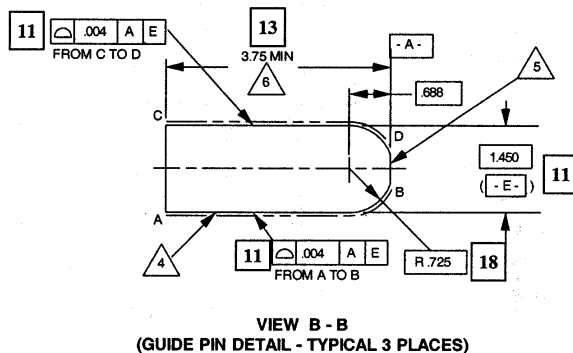 11 ⌓ .004 A E
FROM C TO D
13
3.75 MIN
6
- A -
5
.688
C
D
1.450
( - E - )
11
A
B
4
11 ⌓ .004 A E
FROM A TO B
R .725
18
VIEW B - B
(GUIDE PIN DETAIL - TYPICAL 3 PLACES)